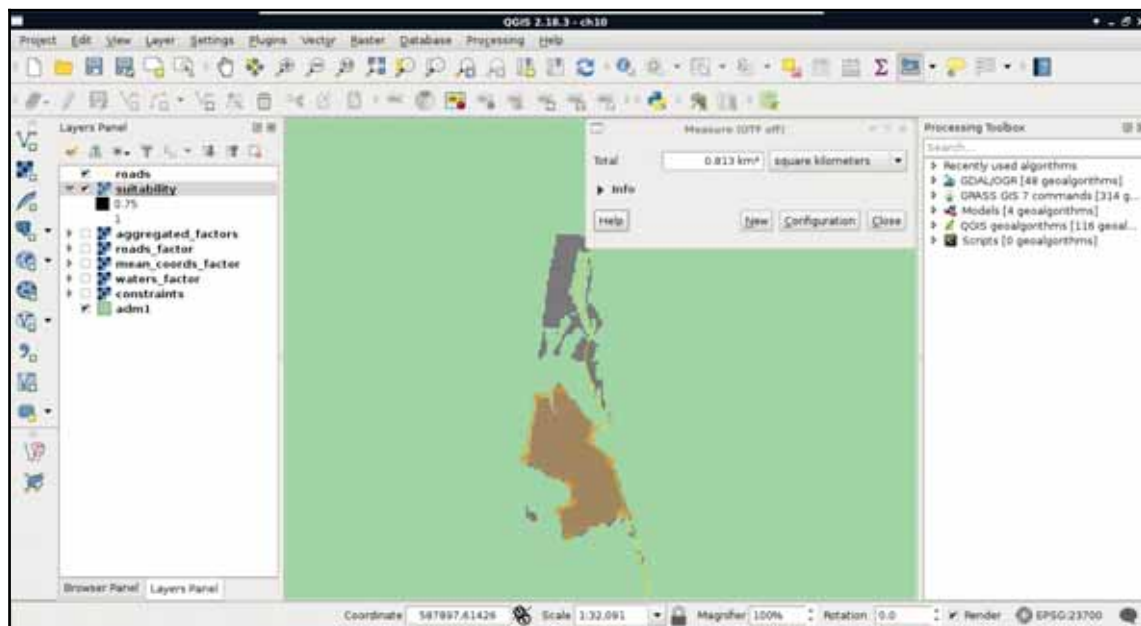 QGIS 2.18.3 - ch10
Project Edit View Layer Settings Plugins Vector Raster Database Processing Help
Layers Panel
roads
suitability
0.75
1
aggregated_factors
roads_factor
mean_coords_factor
waters_factor
constraints
adm1
Browser Panel Layers Panel
Measure (OTF off)
Total 0.813 km² square kilometers
Info
Help New Configuration Close
Processing Toolbox
Search...
Recently used algorithms
GDAL/OGR [48 geoalgorithms]
GRASS GIS 7 commands [314 g...
Models [4 geoalgorithms]
QGIS geoalgorithms [116 geoal...
Scripts [0 geoalgorithms]
Coordinate 587897,61426 Scale 1:32,091 Magnifier 100% Rotation 0.0 Render EPSG:23700